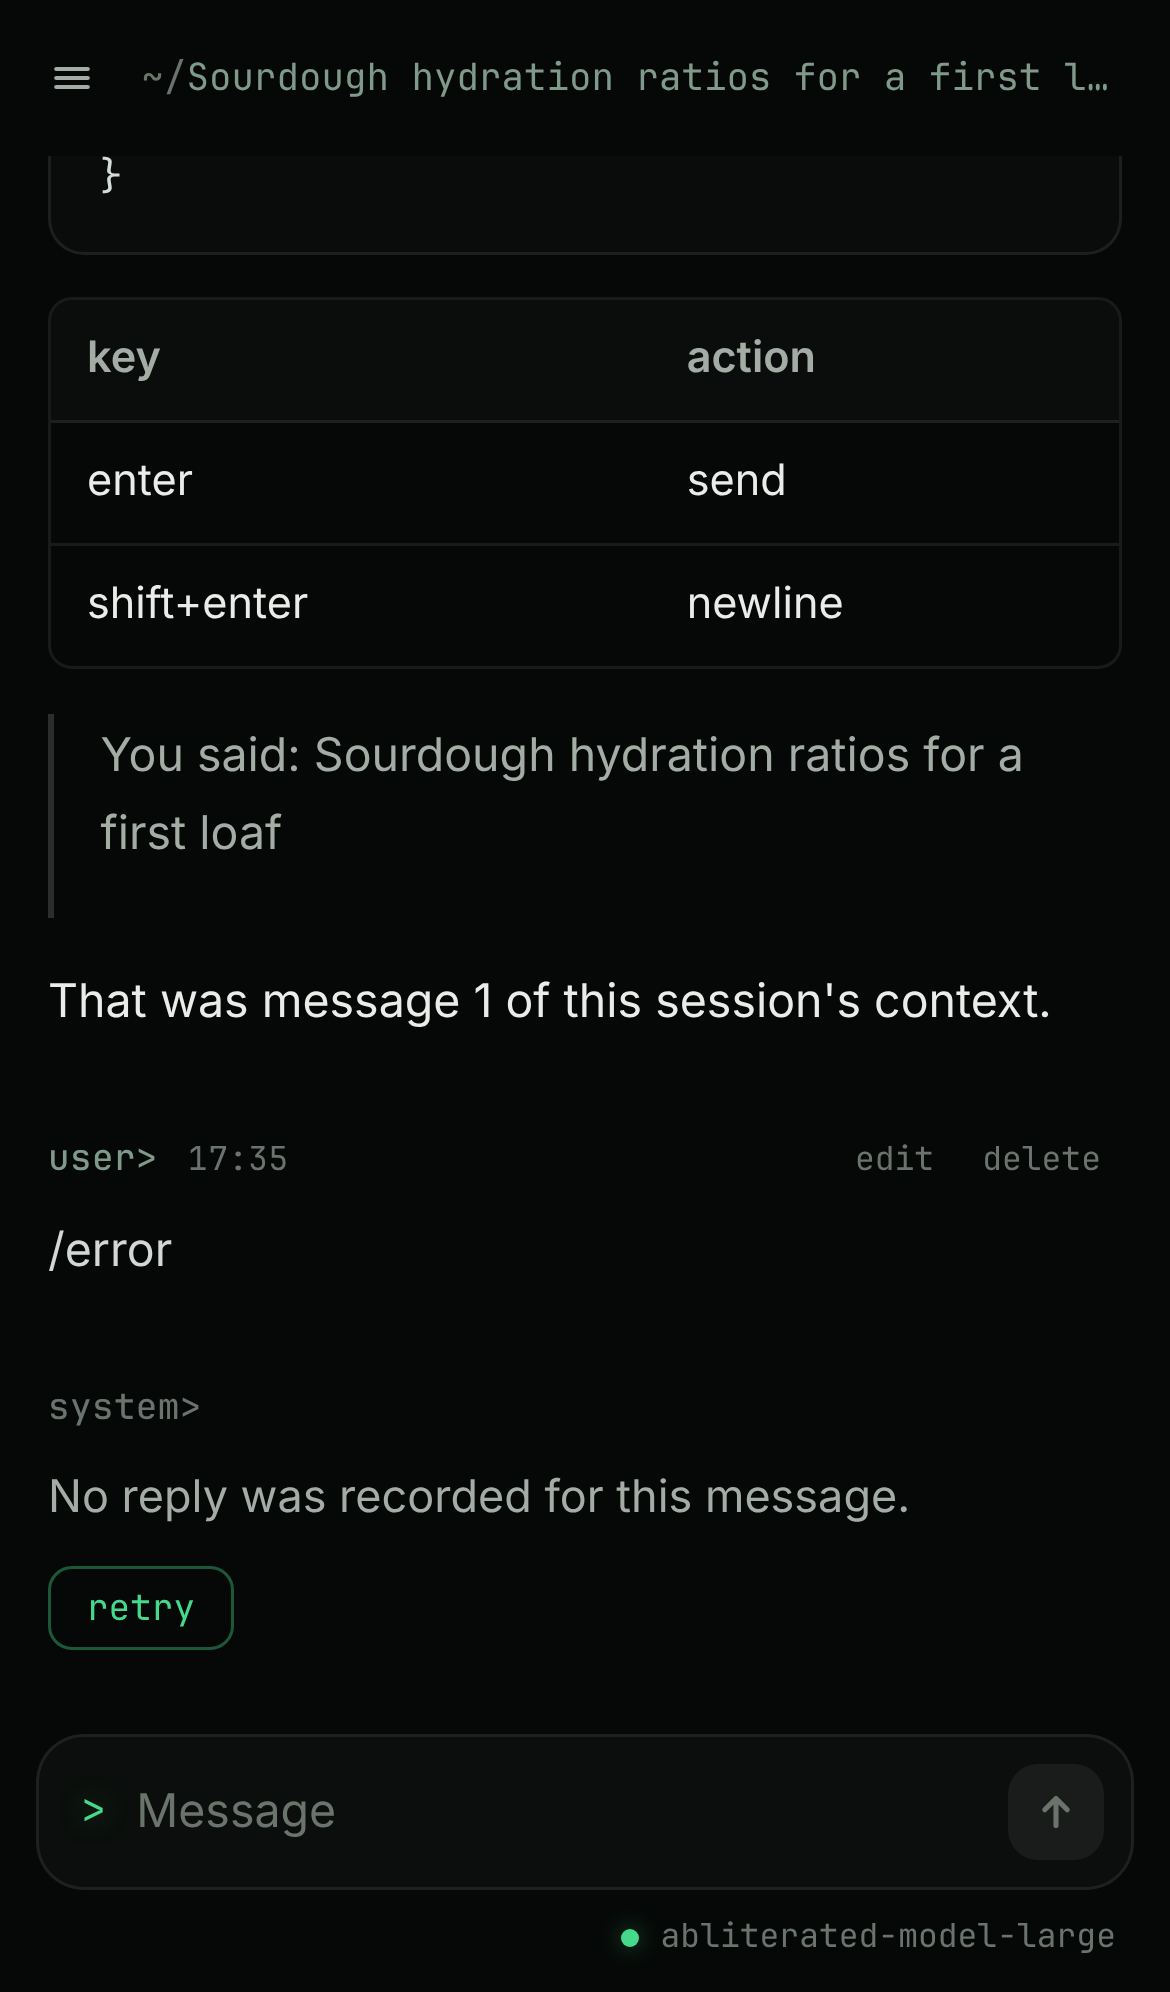 ~/Sourdough hydration ratios for a first l…
}
key action
enter send
shift+enter newline
You said: Sourdough hydration ratios for a
first loaf
That was message 1 of this session's context.
user> 17:35 edit delete
/error
system>
No reply was recorded for this message.
retry
> Message
abliterated-model-large